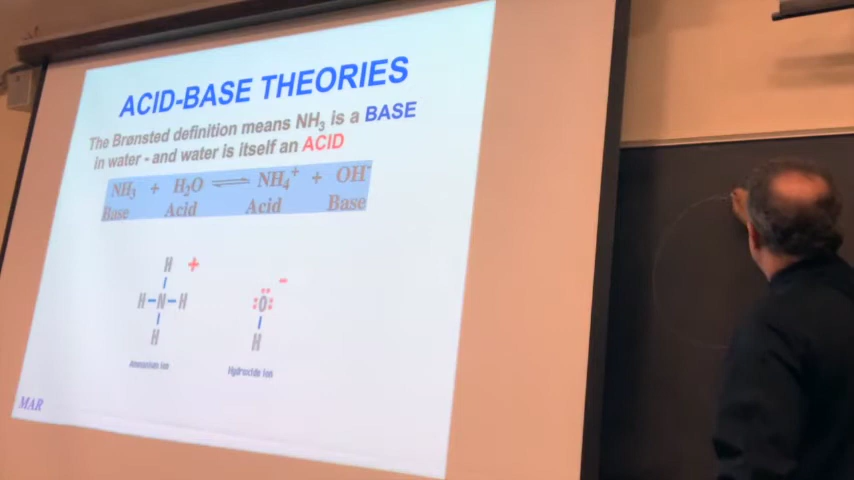 ACID-BASE THEORIES
The Brønsted definition means NH₃ is a BASE
in water - and water is itself an ACID
NH₃ + H₂O ⇌ NH₄⁺ + OH⁻
Base Acid Acid Base
H +
H-N-H
H
Ammonium Ion
-
:O:
H
Hydroxide Ion
MAR